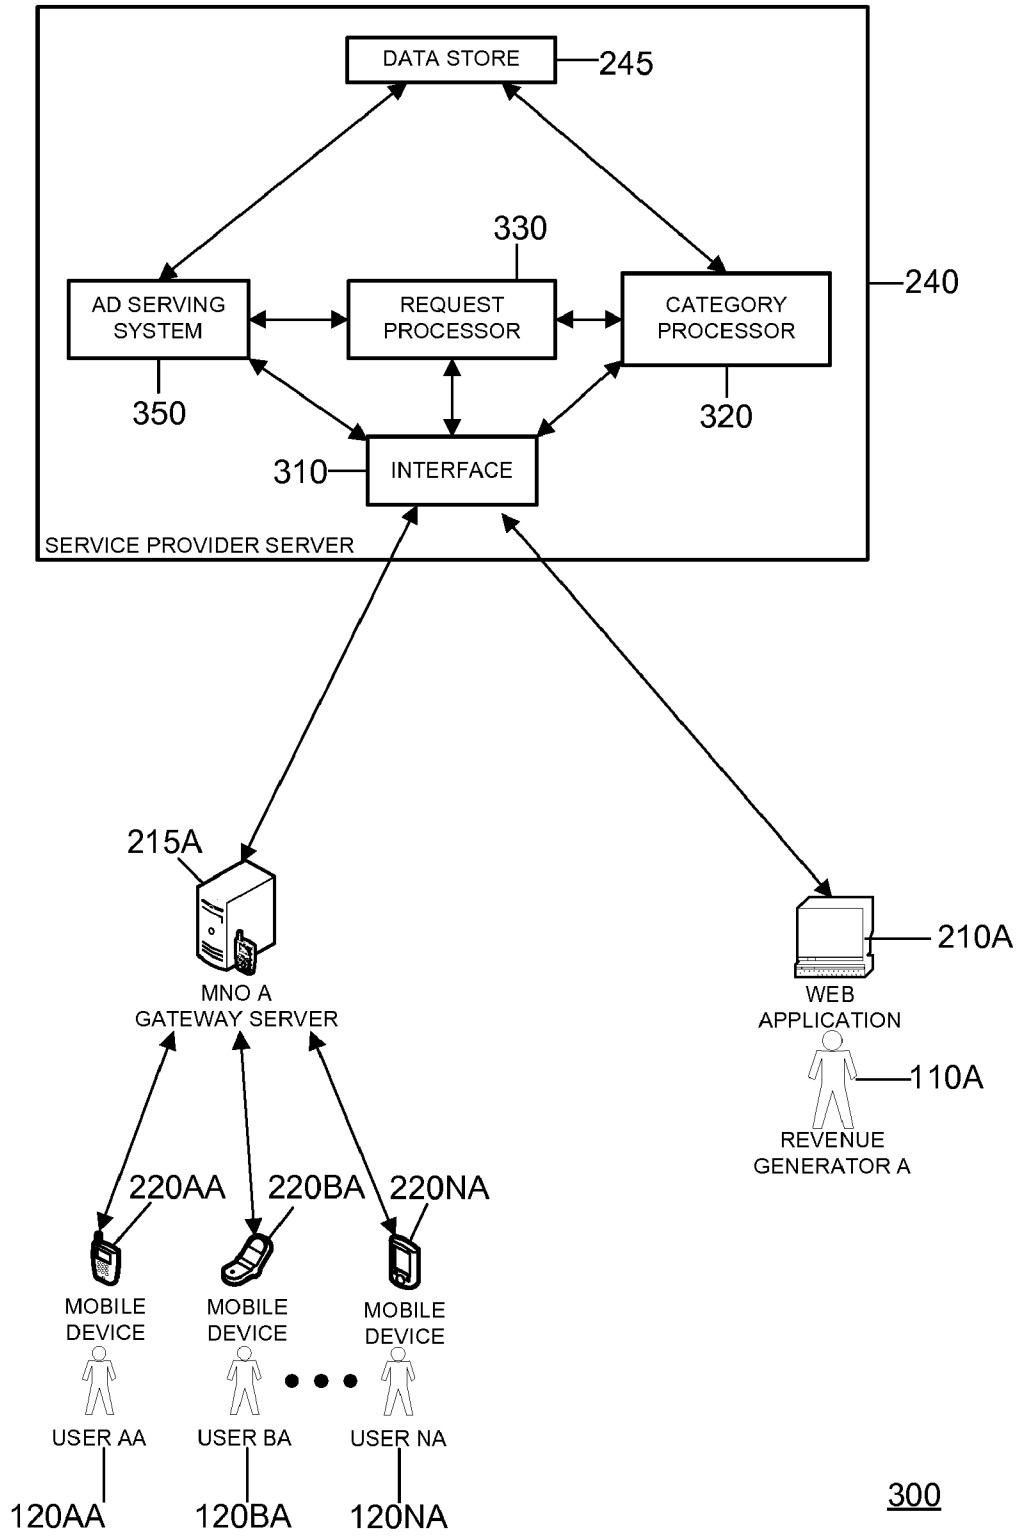 DATA STORE
245
330
240
AD SERVING
SYSTEM
REQUEST
PROCESSOR
CATEGORY
PROCESSOR
350
320
310
INTERFACE
SERVICE PROVIDER SERVER
215A
210A
MNO A
GATEWAY SERVER
WEB
APPLICATION
110A
REVENUE
GENERATOR A
220AA
220BA
220NA
MOBILE
DEVICE
MOBILE
DEVICE
MOBILE
DEVICE
USER AA
USER BA
USER NA
120AA
120BA
120NA
300